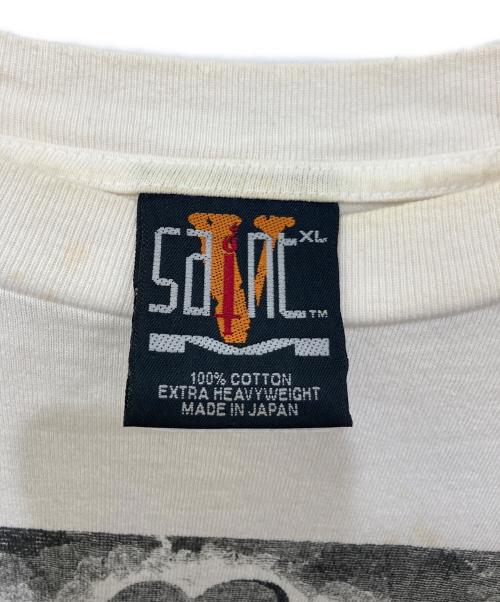 Saint XL
™
100% COTTON
EXTRA HEAVYWEIGHT
MADE IN JAPAN